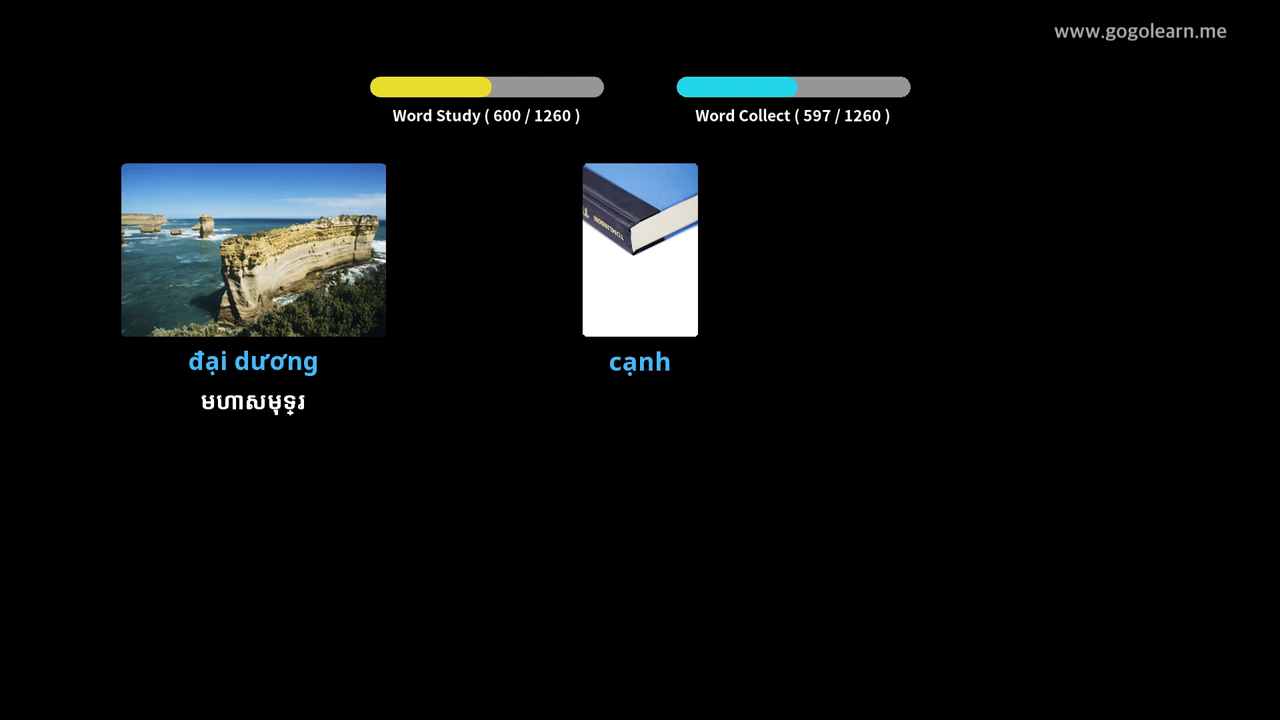 www.gogolearn.me
Word Study ( 600 / 1260 )
Word Collect ( 597 / 1260 )
TOMLINSON
đại dương
cạnh
មហាសមុទ្រ